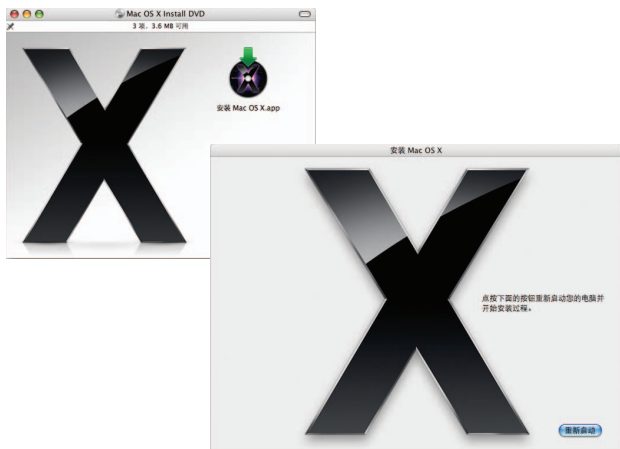 Mac OS X Install DVD
3 项，3.6 MB 可用
安装 Mac OS X.app
安装 Mac OS X
点按下面的按钮重新启动您的电脑并
开始安装过程。
重新启动